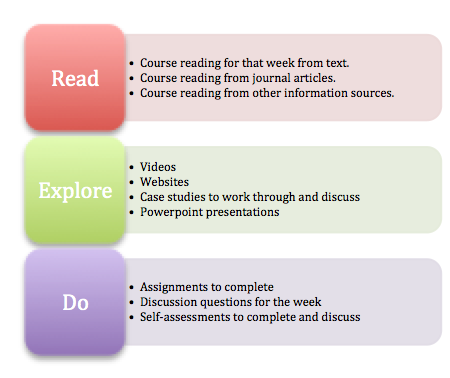 Read
• Course reading for that week from text.
• Course reading from journal articles.
• Course reading from other information sources.
Explore
• Videos
• Websites
• Case studies to work through and discuss
• Powerpoint presentations
Do
• Assignments to complete
• Discussion questions for the week
• Self-assessments to complete and discuss